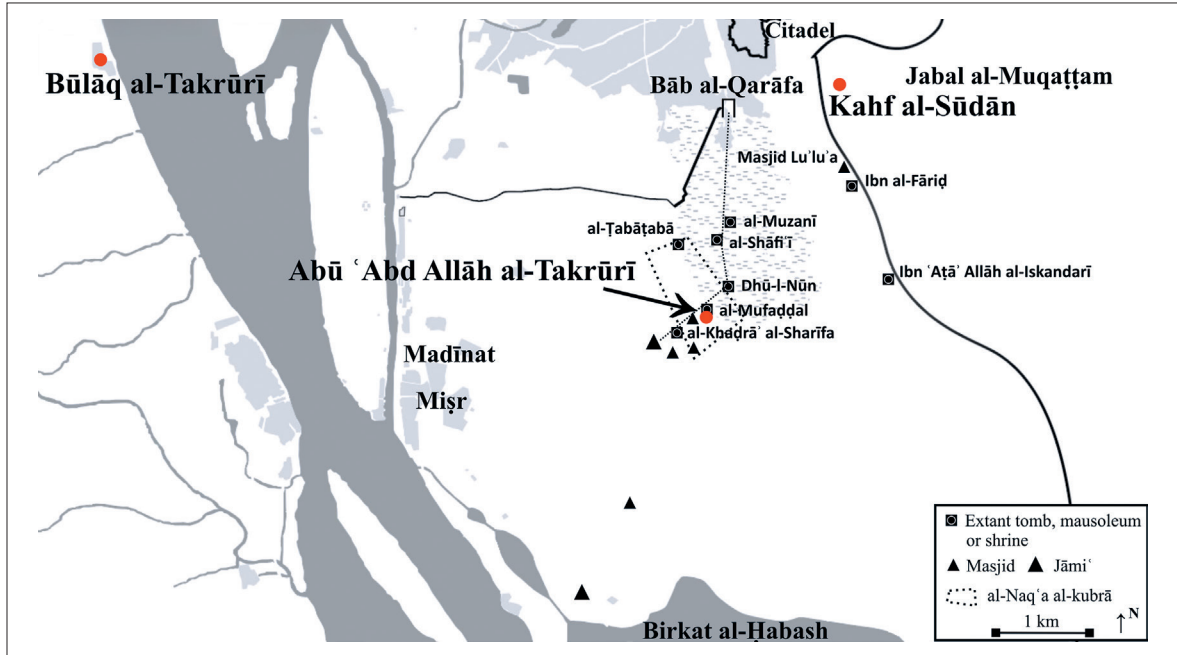 Citadel
Būlāq al-Takrūrī
Bāb al-Qarāfa
Jabal al-Muqaṭṭam
Kahf al-Sūdān
Masjid Luʾluʾa
Ibn al-Fāriḍ
al-Muzanī
al-Ṭabāṭabā
al-Shāfiʿī
Abū ʿAbd Allāh al-Takrūrī
Ibn ʿAṭāʾ Allāh al-Iskandarī
Dhū-l-Nūn
al-Mufaḍḍal
al-Khaḍrāʾ al-Sharīfa
Madīnat
Miṣr
Extant tomb, mausoleum
or shrine
Masjid Jāmiʿ
al-Naqʿa al-kubrā
1 km N
Birkat al-Ḥabash